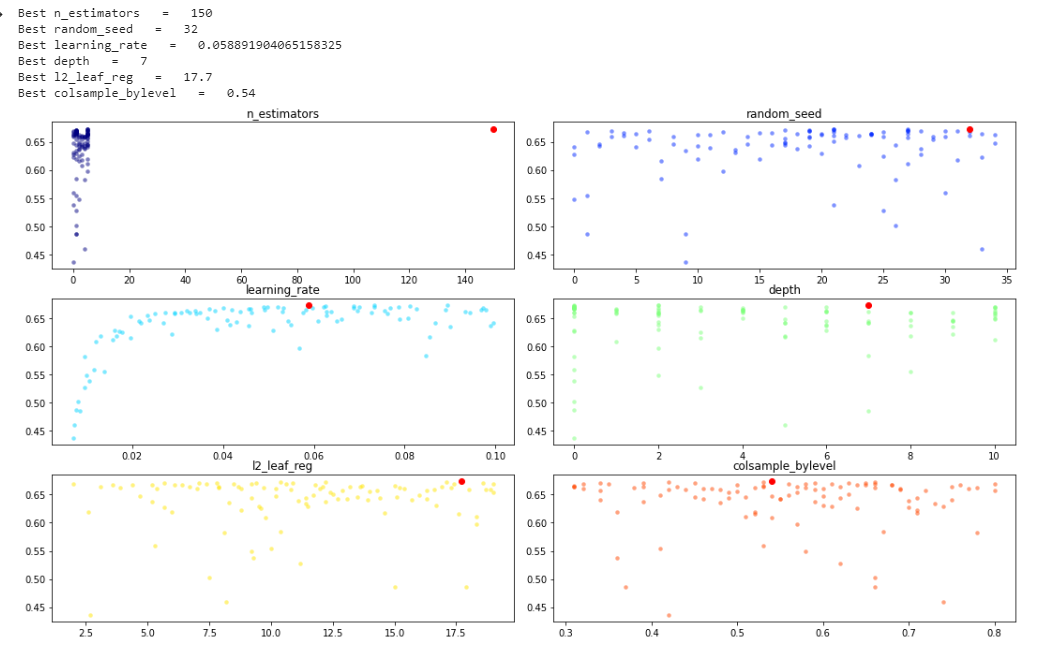 Best n_estimators = 150
Best random_seed = 32
Best learning_rate = 0.058891904065158325
Best depth = 7
Best l2_leaf_reg = 17.7
Best colsample_bylevel = 0.54
n_estimators
0.65
0.60
0.55
0.50
0.45
0 20 40 60 80 100 120 140
random_seed
0.65
0.60
0.55
0.50
0.45
0 5 10 15 20 25 30 35
learning_rate
0.65
0.60
0.55
0.50
0.45
0.02 0.04 0.06 0.08 0.10
depth
0.65
0.60
0.55
0.50
0.45
0 2 4 6 8 10
l2_leaf_reg
0.65
0.60
0.55
0.50
0.45
2.5 5.0 7.5 10.0 12.5 15.0 17.5
colsample_bylevel
0.65
0.60
0.55
0.50
0.45
0.3 0.4 0.5 0.6 0.7 0.8